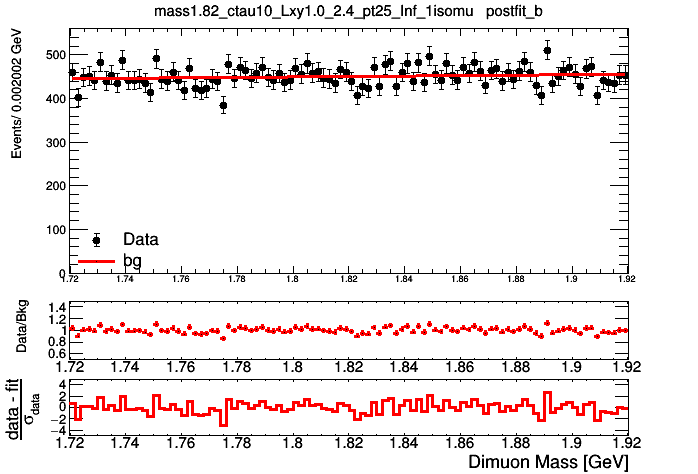 mass1.82_ctau10_Lxy1.0_2.4_pt25_Inf_1isomu postfit_b
Events/ 0.002002 GeV
500
400
300
200
100
0
Data
bg
1.72 1.74 1.76 1.78 1.8 1.82 1.84 1.86 1.88 1.9 1.92
Data/Bkg
1.4
1.2
1
0.8
0.6
1.72 1.74 1.76 1.78 1.8 1.82 1.84 1.86 1.88 1.9 1.92
data - fit
σdata
4
2
0
−2
−4
1.72 1.74 1.76 1.78 1.8 1.82 1.84 1.86 1.88 1.9 1.92
Dimuon Mass [GeV]